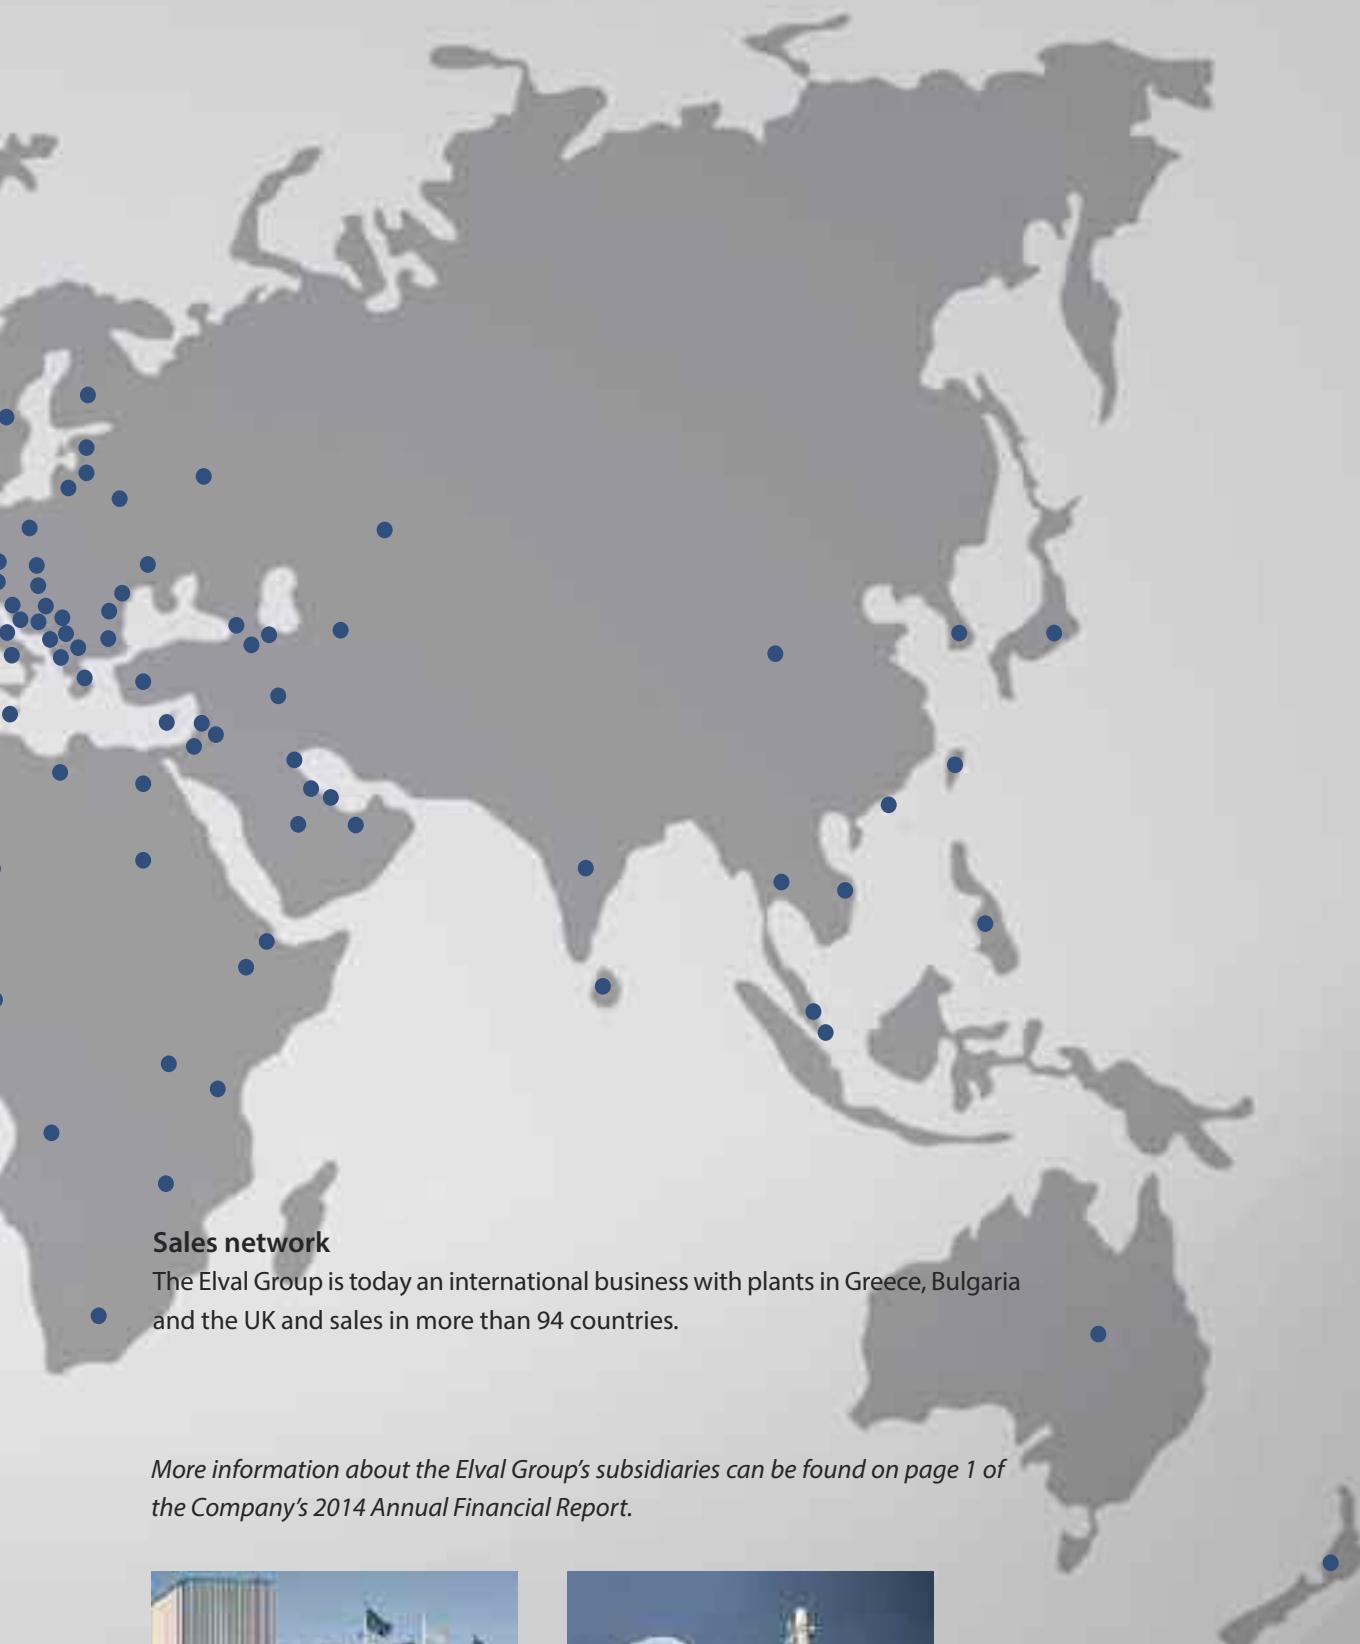 Sales network
The Elval Group is today an international business with plants in Greece, Bulgaria
and the UK and sales in more than 94 countries.
More information about the Elval Group’s subsidiaries can be found on page 1 of
the Company’s 2014 Annual Financial Report.